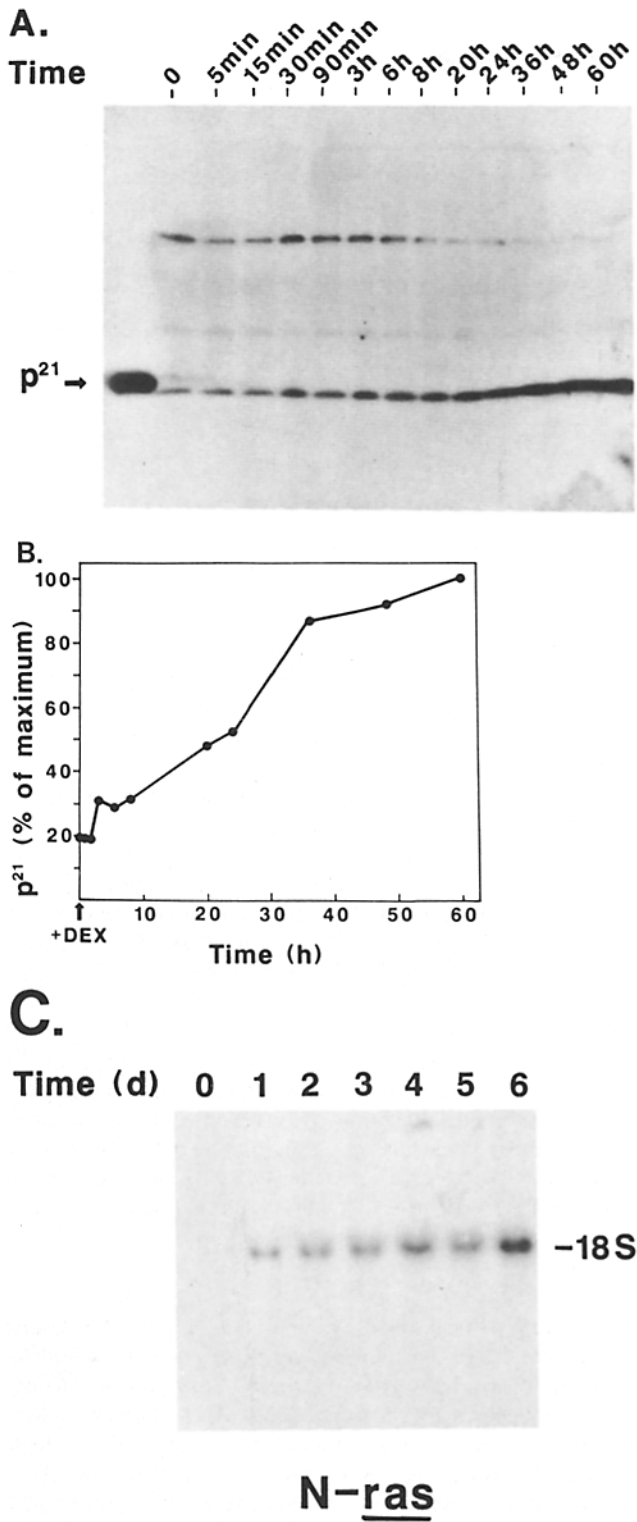 A.
Time 0 5min 15min 30min 90min 3h 6h 8h 20h 24h 36h 48h 60h
p21
B.
100
80
60
40
20
p21 (% of maximum)
10 20 30 40 50 60
+DEX
Time (h)
C.
Time (d) 0 1 2 3 4 5 6
-18S
N-ras